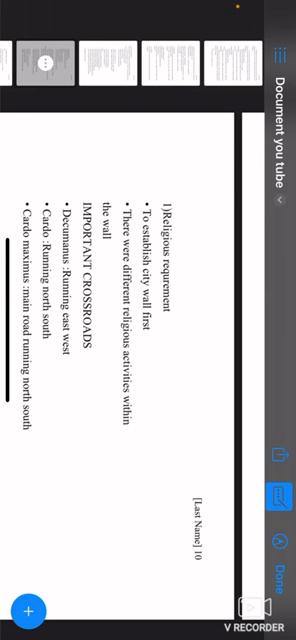 Document you tube
Done
[Last Name] 10
1)Religious requrement
• To establish city wall first
• There were different religious activities within
the wall
IMPORTANT CROSSROADS
• Decumanus :Running east west
• Cardo :Running north south
• Cardo maximus :main road running north south
V RECORDER